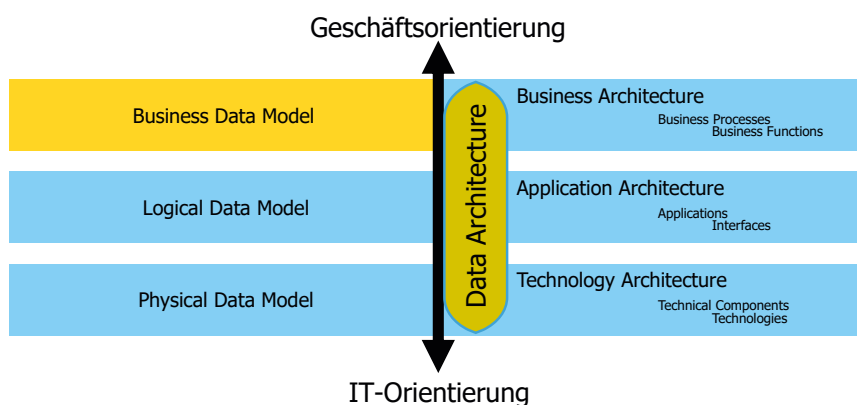 Geschäftsorientierung
Business Data Model
Business Architecture
Business Processes
Business Functions
Data Architecture
Logical Data Model
Application Architecture
Applications
Interfaces
Physical Data Model
Technology Architecture
Technical Components
Technologies
IT-Orientierung